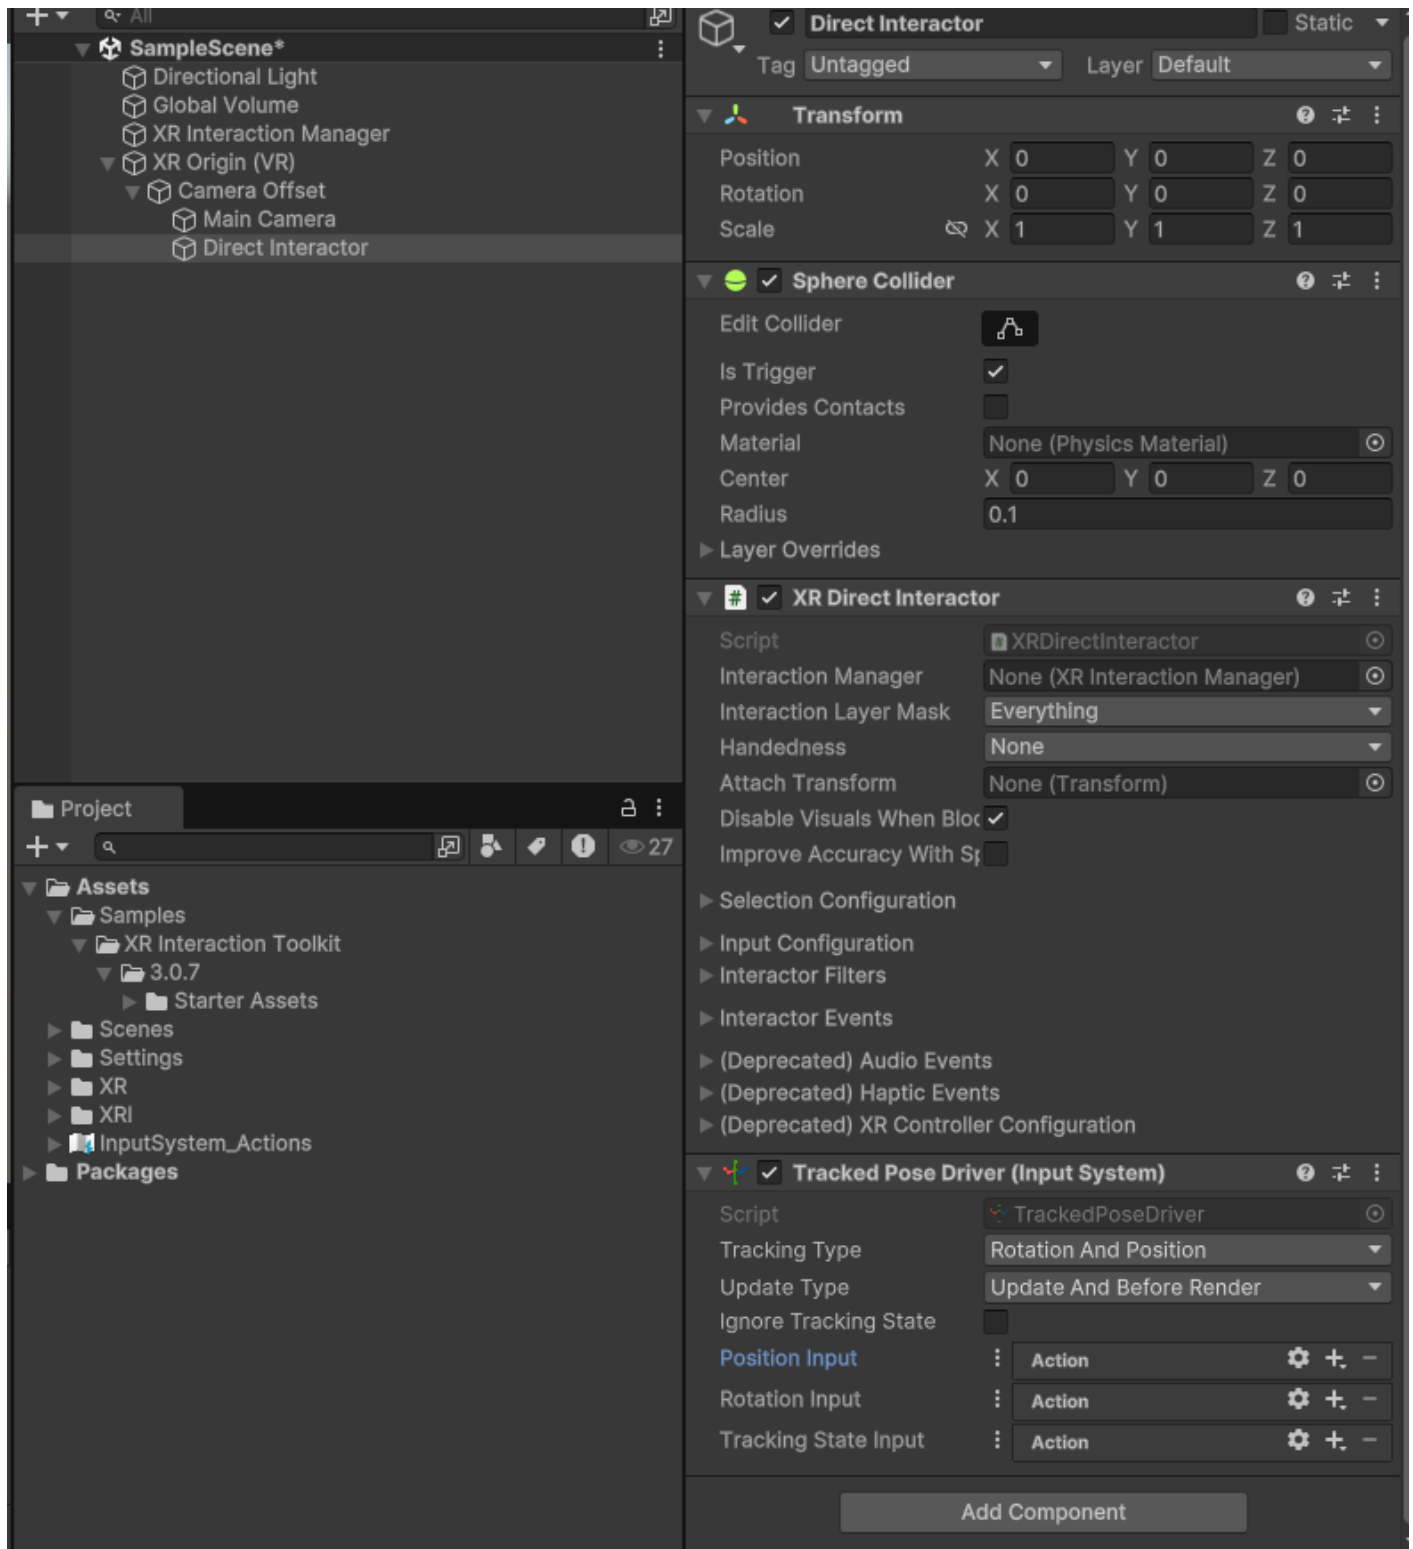 All
SampleScene*
Directional Light
Global Volume
XR Interaction Manager
XR Origin (VR)
Camera Offset
Main Camera
Direct Interactor
Project
27
Assets
Samples
XR Interaction Toolkit
3.0.7
Starter Assets
Scenes
Settings
XR
XRI
InputSystem_Actions
Packages
Direct Interactor Static
Tag Untagged Layer Default
Transform
Position X 0 Y 0 Z 0
Rotation X 0 Y 0 Z 0
Scale X 1 Y 1 Z 1
Sphere Collider
Edit Collider
Is Trigger
Provides Contacts
Material None (Physics Material)
Center X 0 Y 0 Z 0
Radius 0.1
Layer Overrides
# XR Direct Interactor
Script # XRDirectInteractor
Interaction Manager None (XR Interaction Manager)
Interaction Layer Mask Everything
Handedness None
Attach Transform None (Transform)
Disable Visuals When Bloc
Improve Accuracy With Sp
Selection Configuration
Input Configuration
Interactor Filters
Interactor Events
(Deprecated) Audio Events
(Deprecated) Haptic Events
(Deprecated) XR Controller Configuration
Tracked Pose Driver (Input System)
Script TrackedPoseDriver
Tracking Type Rotation And Position
Update Type Update And Before Render
Ignore Tracking State
Position Input Action
Rotation Input Action
Tracking State Input Action
Add Component